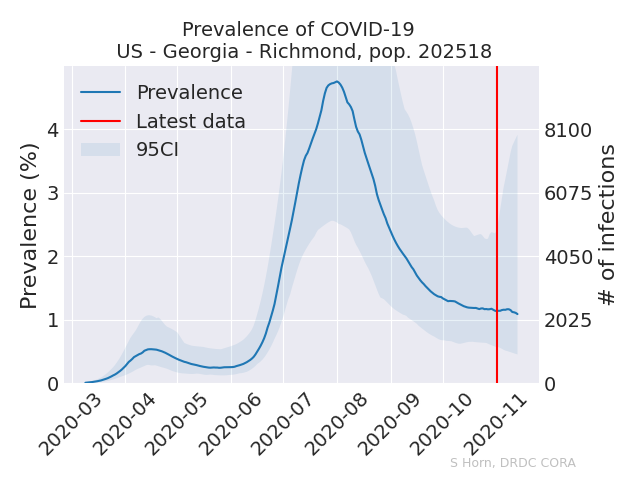 Prevalence of COVID-19
US - Georgia - Richmond, pop. 202518
Prevalence
Latest data
95CI
Prevalence (%)
4
3
2
1
0
8100
6075
4050
2025
0
# of infections
2020-03
2020-04
2020-05
2020-06
2020-07
2020-08
2020-09
2020-10
2020-11
S Horn, DRDC CORA